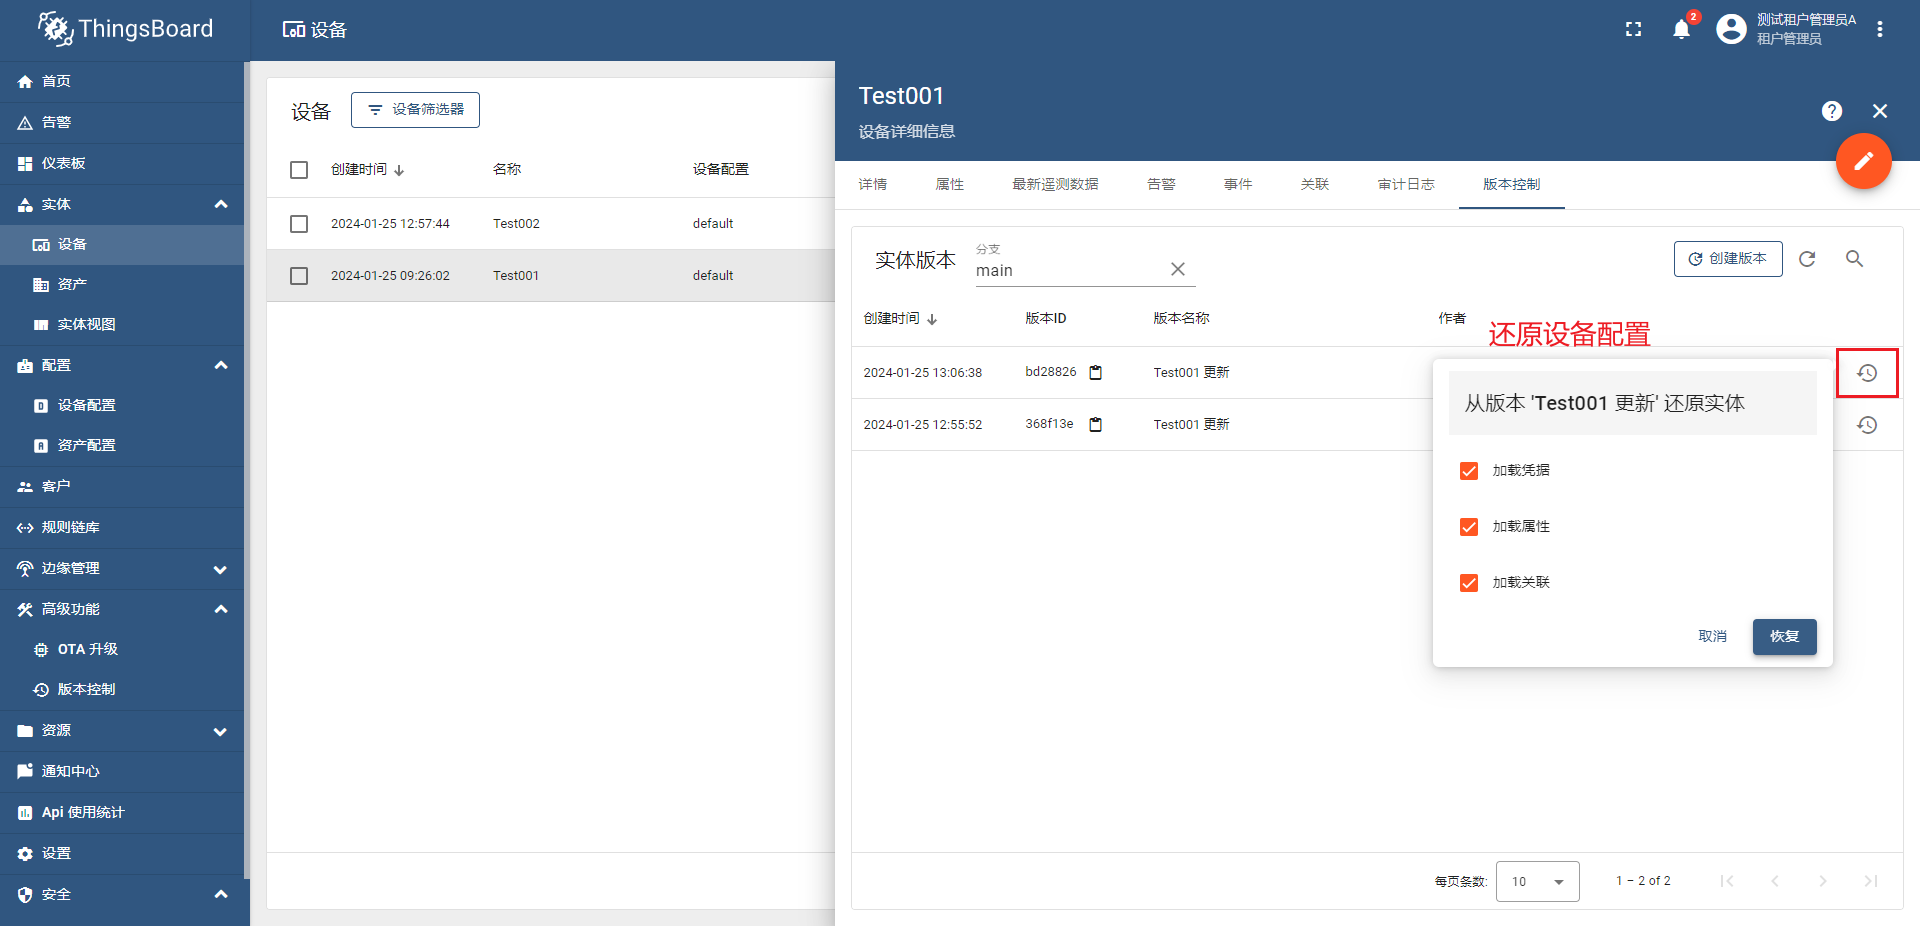 ThingsBoard
设备
2
测试租户管理员A
租户管理员
首页
告警
仪表板
实体
设备
资产
实体视图
配置
设备配置
资产配置
客户
规则链库
边缘管理
高级功能
OTA 升级
版本控制
资源
通知中心
Api 使用统计
设置
安全
设备
设备筛选器
创建时间 名称 设备配置
2024-01-25 12:57:44 Test002 default
2024-01-25 09:26:02 Test001 default
Test001
设备详细信息
详情 属性 最新遥测数据 告警 事件 关联 审计日志 版本控制
实体版本
分支
main
创建版本
创建时间 版本ID 版本名称 作者
还原设备配置
2024-01-25 13:06:38 bd28826 Test001 更新
2024-01-25 12:55:52 368f13e Test001 更新
从版本 'Test001 更新' 还原实体
加载凭据
加载属性
加载关联
取消 恢复
每页条数: 10 1 – 2 of 2